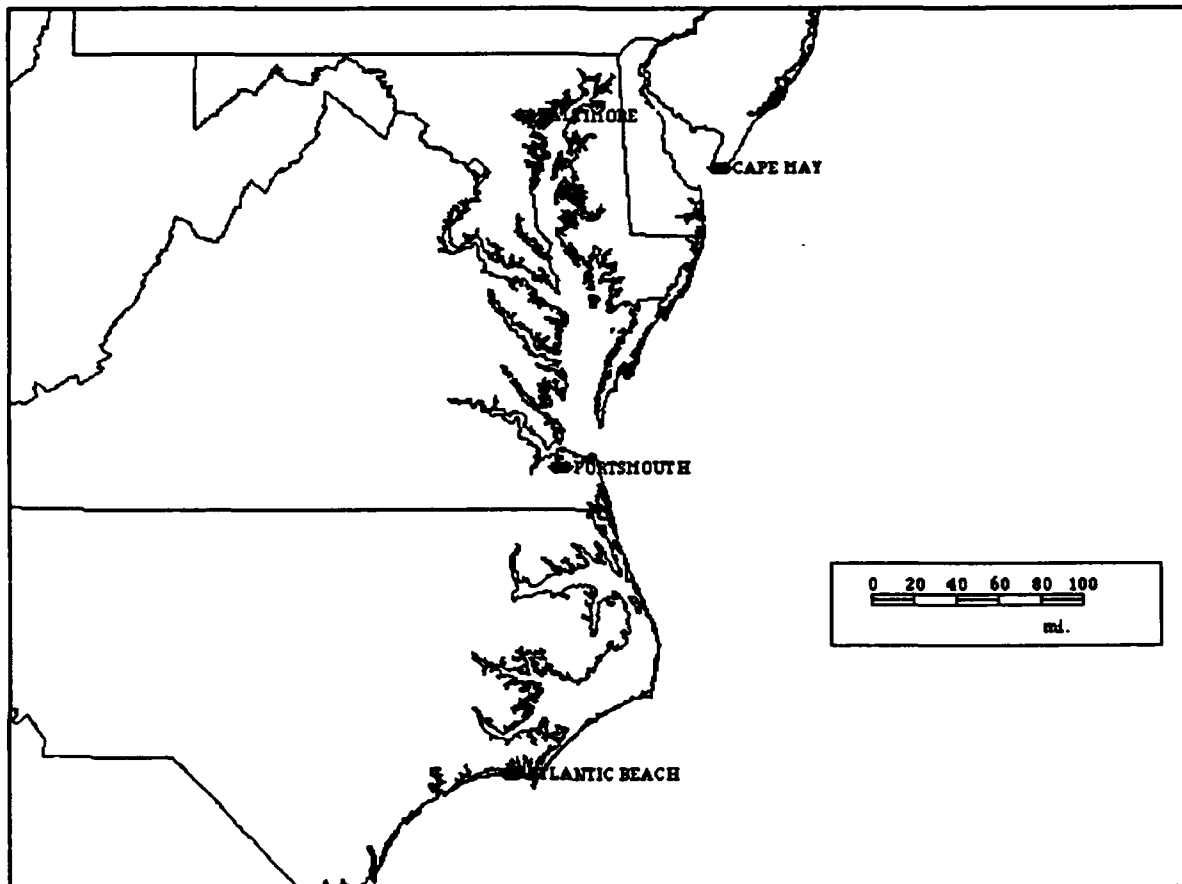 BALTIMORE
CAPE MAY
PORTSMOUTH
0 20 40 60 80 100
mi.
ATLANTIC BEACH